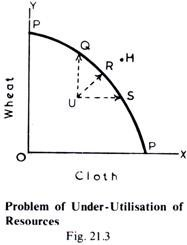 Y
P
Q
H
R
Wheat
U
S
O
P
X
Cloth
Problem of Under-Utilisation of
Resources
Fig. 21.3